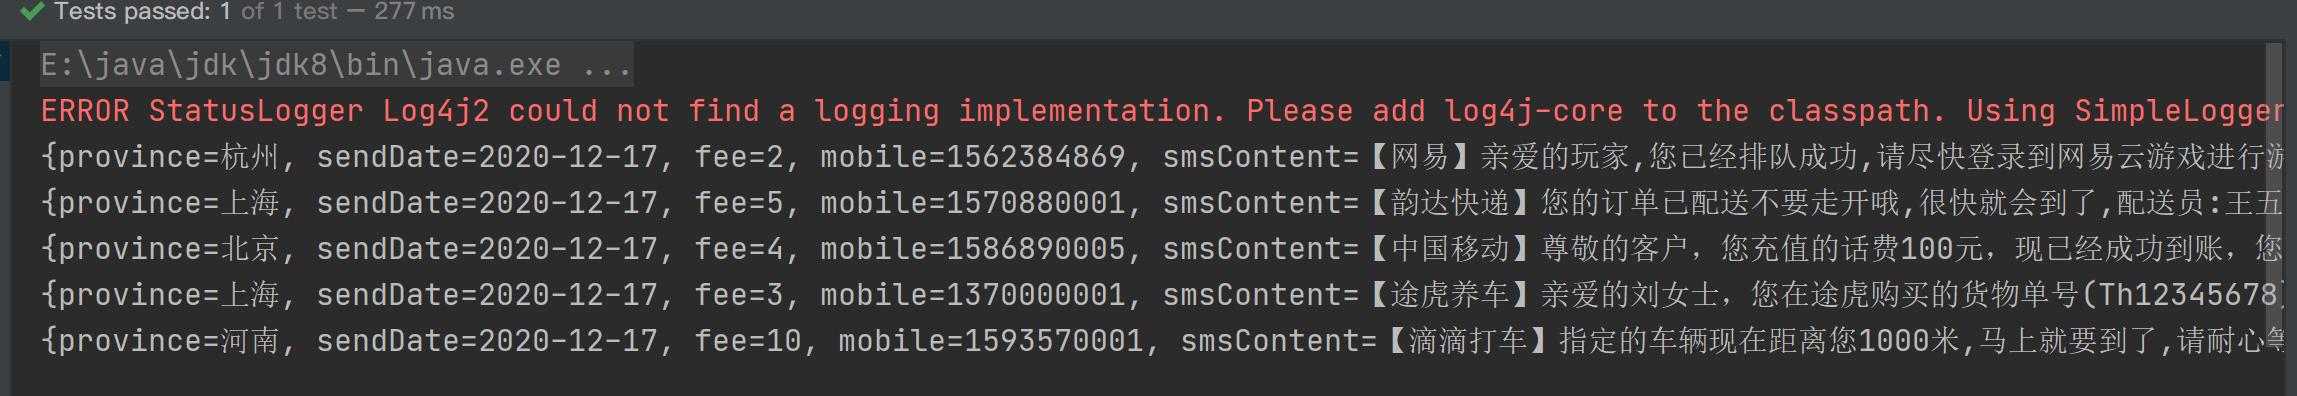 Tests passed: 1 of 1 test – 277 ms
E:\java\jdk\jdk8\bin\java.exe ...
ERROR StatusLogger Log4j2 could not find a logging implementation. Please add log4j-core to the classpath. Using SimpleLogger
{province=杭州, sendDate=2020-12-17, fee=2, mobile=1562384869, smsContent=【网易】亲爱的玩家,您已经排队成功,请尽快登录到网易云游戏进行游
{province=上海, sendDate=2020-12-17, fee=5, mobile=1570880001, smsContent=【韵达快递】您的订单已配送不要走开哦,很快就会到了,配送员:王五
{province=北京, sendDate=2020-12-17, fee=4, mobile=1586890005, smsContent=【中国移动】尊敬的客户，您充值的话费100元，现已经成功到账，您
{province=上海, sendDate=2020-12-17, fee=3, mobile=1370000001, smsContent=【途虎养车】亲爱的刘女士，您在途虎购买的货物单号(Th12345678)
{province=河南, sendDate=2020-12-17, fee=10, mobile=1593570001, smsContent=【滴滴打车】指定的车辆现在距离您1000米,马上就要到了,请耐心等